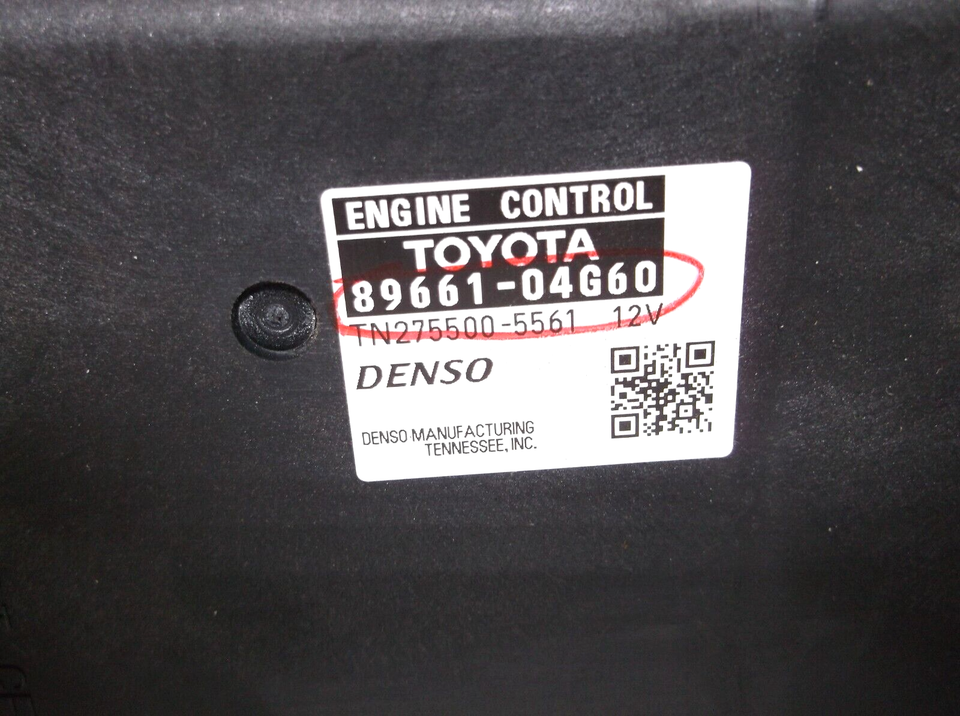 ENGINE CONTROL
TOYOTA
89661-04G60
TN275500-5561 12V
DENSO
DENSO MANUFACTURING
TENNESSEE, INC.